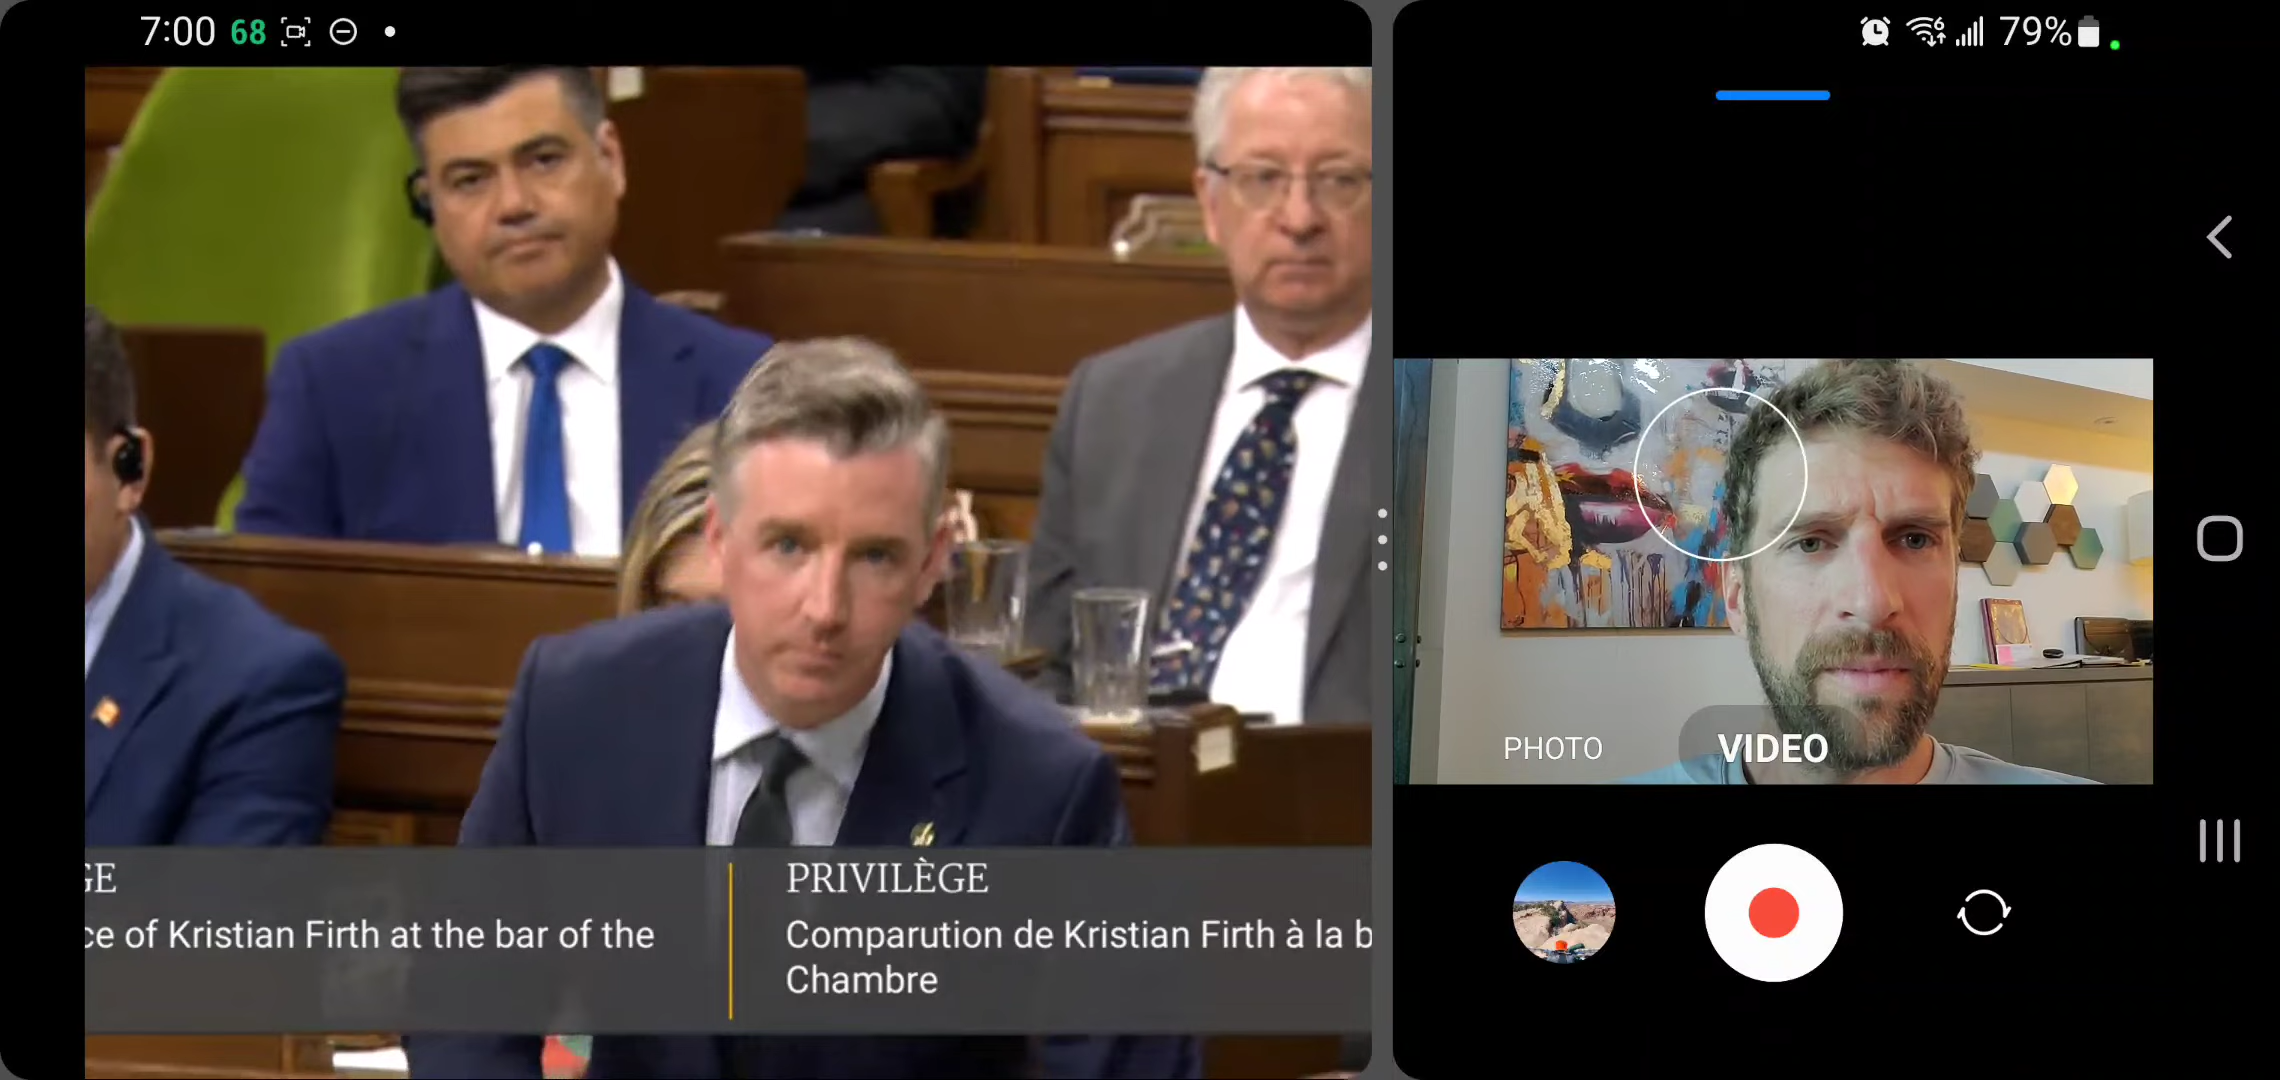 7:00 68
79%
GE
ce of Kristian Firth at the bar of the
PRIVILÈGE
Comparution de Kristian Firth à la b
Chambre
PHOTO
VIDEO